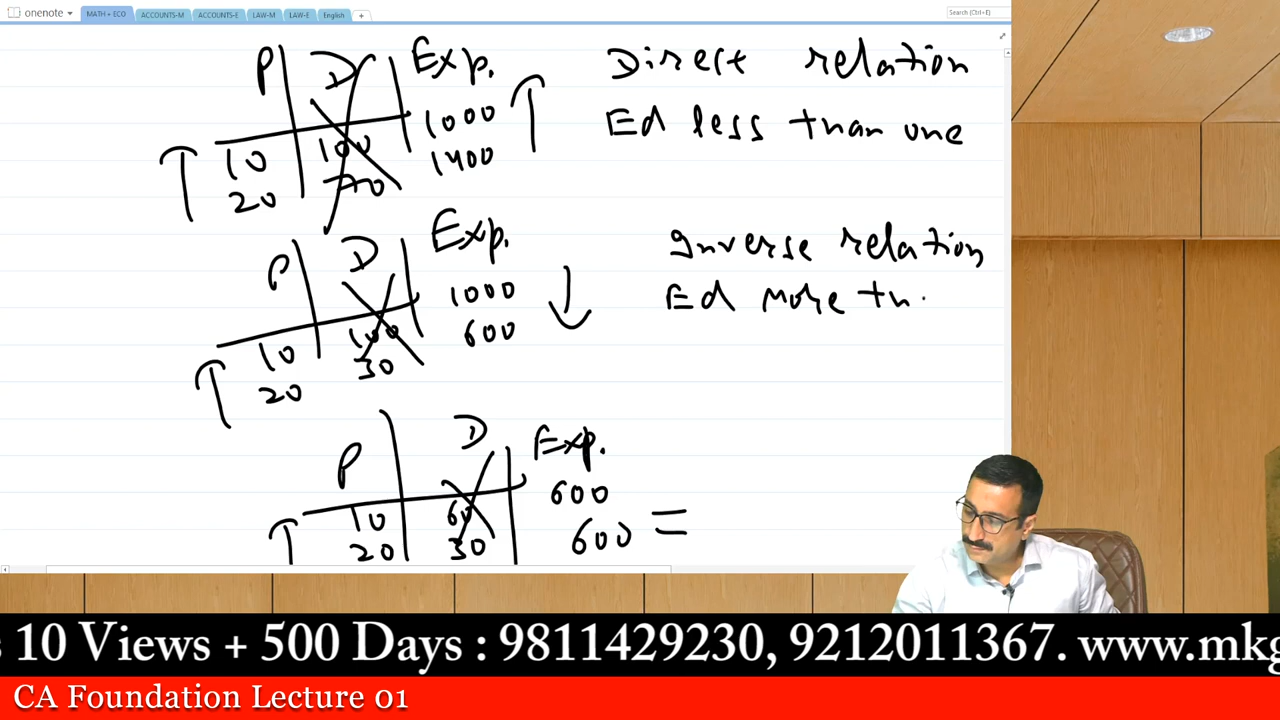 onenote
MATH + ECO ACCOUNTS-M ACCOUNTS-E LAW-M LAW-E English +
Search (Ctrl+E)
P D Exp.
10 100 1000
20 70 1400
Direct relation
Ed less than one
P D Exp.
10 100 1000
20 30 600
Inverse relation
Ed more th
P D Exp.
10 60 600
20 30 600 =
s 10 Views + 500 Days : 9811429230, 9212011367. www.mkg
CA Foundation Lecture 01